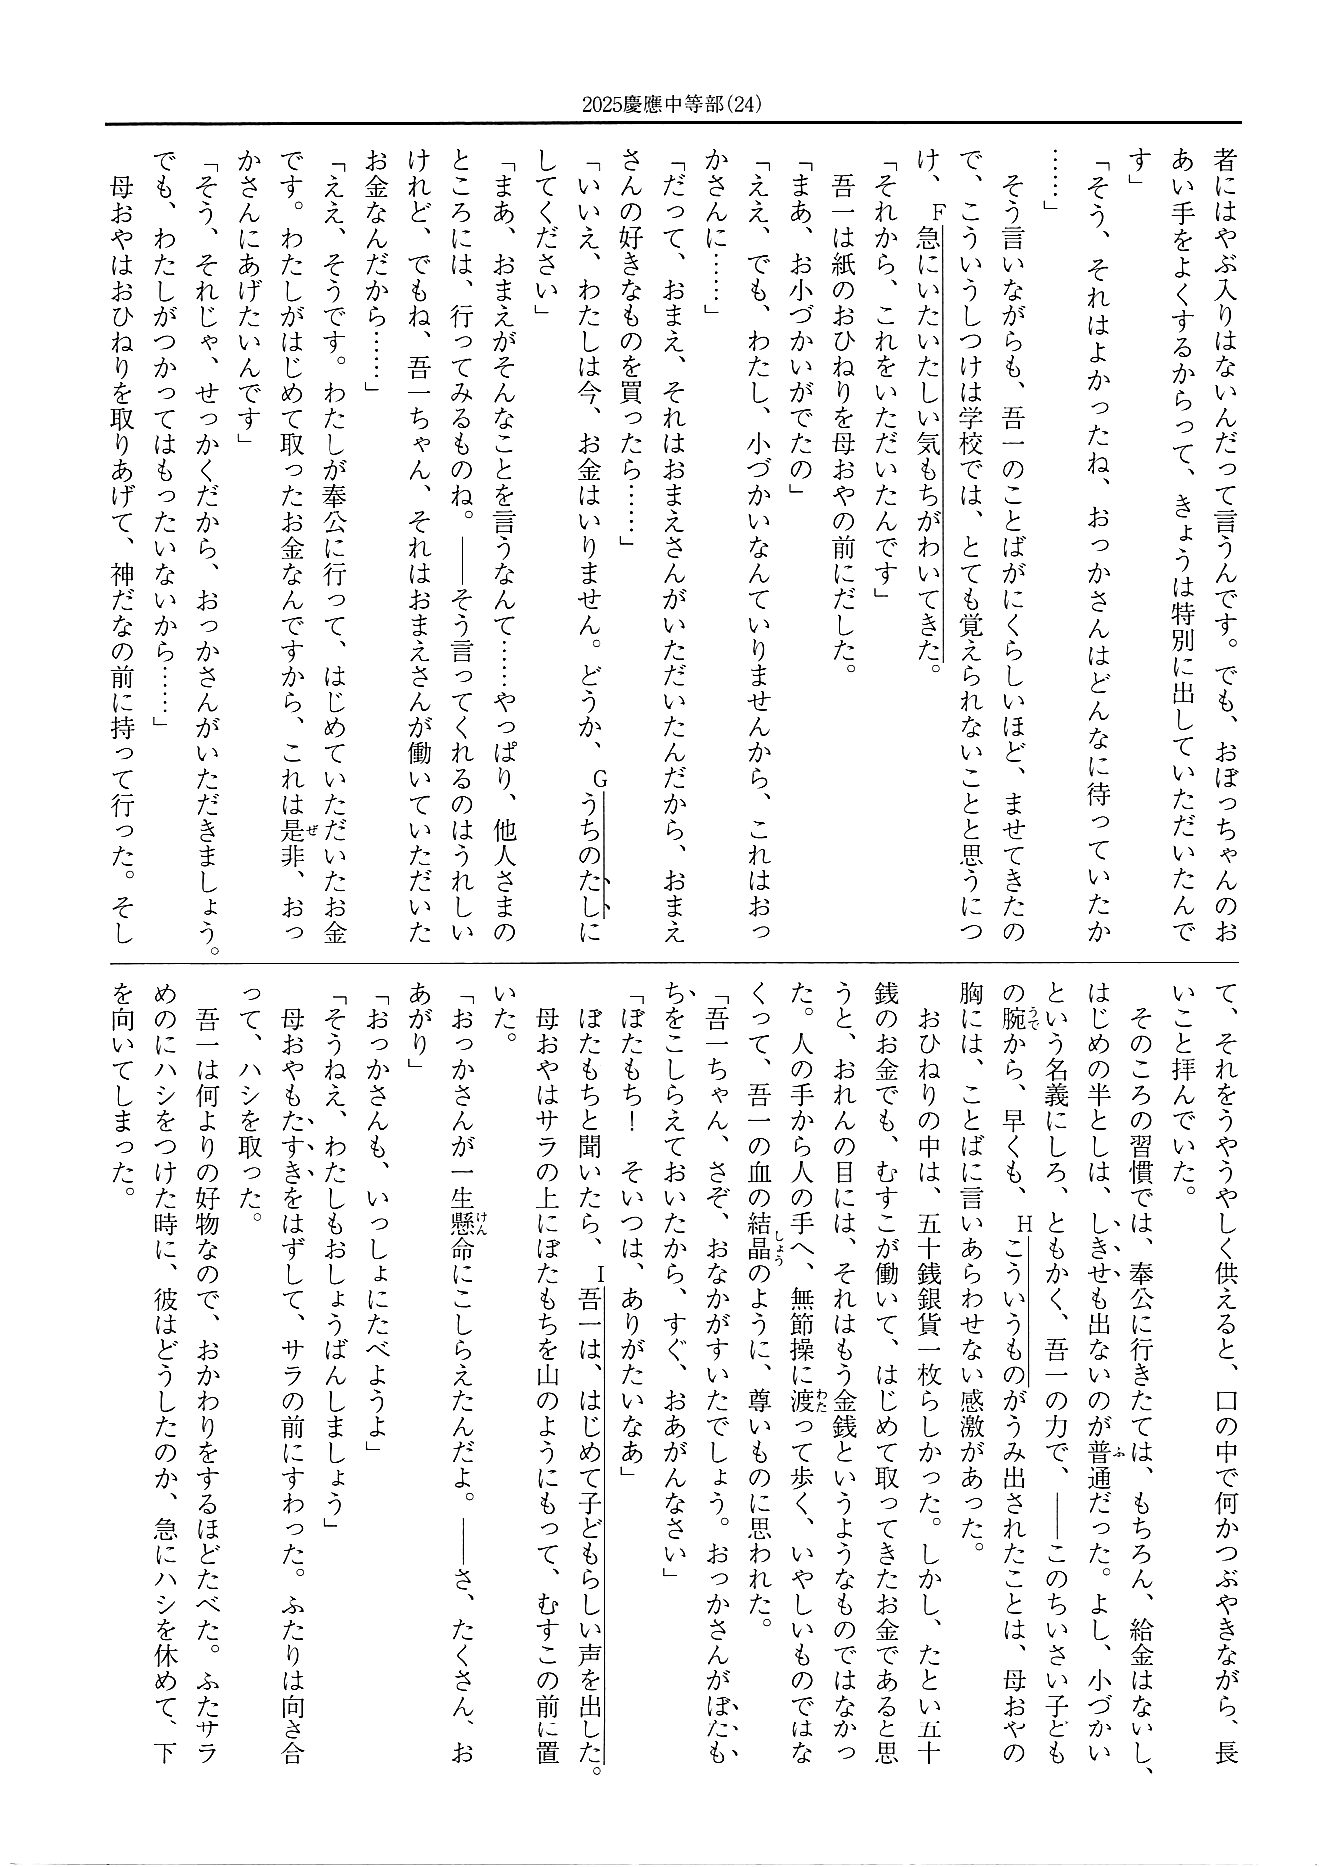 2025慶應中等部(24)
者にはやぶ入りはないんだって言うんです。でも、おぼっちゃんのお
あい手をよくするからって、きょうは特別に出していただいたんで
す」
「そう、それはよかったね、おっかさんはどんなに待っていたか
……」
そう言いながらも、吾一のことばがにくらしいほど、ませてきたの
で、こういうしつけは学校では、とても覚えられないことと思うにつ
け、F急にいたいたしい気もちがわいてきた。
「それから、これをいただいたんです」
吾一は紙のおひねりを母おやの前にだした。
「まあ、お小づかいがでたの」
「ええ、でも、わたし、小づかいなんていりませんから、これはおっ
かさんに……」
「だって、おまえ、それはおまえさんがいただいたんだから、おまえ
さんの好きなものを買ったら……」
「いいえ、わたしは今、お金はいりません。どうか、Gうちのたしに
してください」
「まあ、おまえがそんなことを言うなんて……やっぱり、他人さまの
ところには、行ってみるものね。――そう言ってくれるのはうれしい
けれど、でもね、吾一ちゃん、それはおまえさんが働いていただいた
お金なんだから……」
「ええ、そうです。わたしが奉公に行って、はじめていただいたお金
です。わたしがはじめて取ったお金なんですから、これは是非、おっ
かさんにあげたいんです」
「そう、それじゃ、せっかくだから、おっかさんがいただきましょう。
でも、わたしがつかってはもったいないから……」
母おやはおひねりを取りあげて、神だなの前に持って行った。そし
て、それをうやうやしく供えると、口の中で何かつぶやきながら、長
いこと拝んでいた。
そのころの習慣では、奉公に行きたては、もちろん、給金はないし、
はじめの半としは、しきせも出ないのが普通だった。よし、小づかい
という名義にしろ、ともかく、吾一の力で、――このちいさい子ども
の腕から、早くも、Hこういうものがうみ出されたことは、母おやの
胸には、ことばに言いあらわせない感激があった。
おひねりの中は、五十銭銀貨一枚らしかった。しかし、たとい五十
銭のお金でも、むすこが働いて、はじめて取ってきたお金であると思
うと、おれんの目には、それはもう金銭というようなものではなかっ
た。人の手から人の手へ、無節操に渡って歩く、いやしいものではな
くって、吾一の血の結晶のように、尊いものに思われた。
「吾一ちゃん、さぞ、おなかがすいたでしょう。おっかさんがぼたも
ちをこしらえておいたから、すぐ、おあがんなさい」
「ぼたもち！　そいつは、ありがたいなあ」
ぼたもちと聞いたら、I吾一は、はじめて子どもらしい声を出した。
母おやはサラの上にぼたもちを山のようにもって、むすこの前に置
いた。
「おっかさんが一生懸命にこしらえたんだよ。――さ、たくさん、お
あがり」
「おっかさんも、いっしょにたべようよ」
「そうねえ、わたしもおしょうばんしましょう」
母おやもたすきをはずして、サラの前にすわった。ふたりは向き合
って、ハシを取った。
吾一は何よりの好物なので、おかわりをするほどたべた。ふたサラ
めのにハシをつけた時に、彼はどうしたのか、急にハシを休めて、下
を向いてしまった。